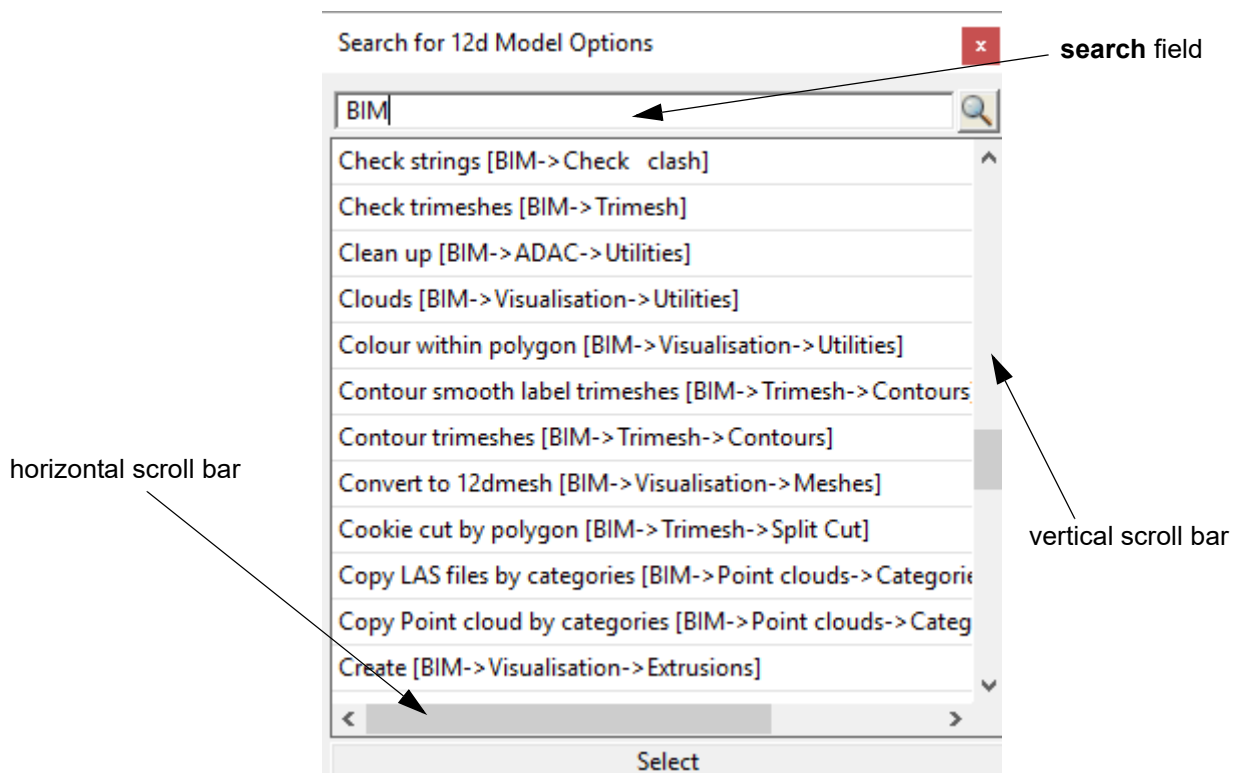 Search for 12d Model Options
x
search field
BIM
Check strings [BIM->Check   clash]
Check trimeshes [BIM->Trimesh]
Clean up [BIM->ADAC->Utilities]
Clouds [BIM->Visualisation->Utilities]
Colour within polygon [BIM->Visualisation->Utilities]
Contour smooth label trimeshes [BIM->Trimesh->Contours]
Contour trimeshes [BIM->Trimesh->Contours]
horizontal scroll bar
Convert to 12dmesh [BIM->Visualisation->Meshes]
Cookie cut by polygon [BIM->Trimesh->Split Cut]
vertical scroll bar
Copy LAS files by categories [BIM->Point clouds->Categorie
Copy Point cloud by categories [BIM->Point clouds->Categ
Create [BIM->Visualisation->Extrusions]
Select